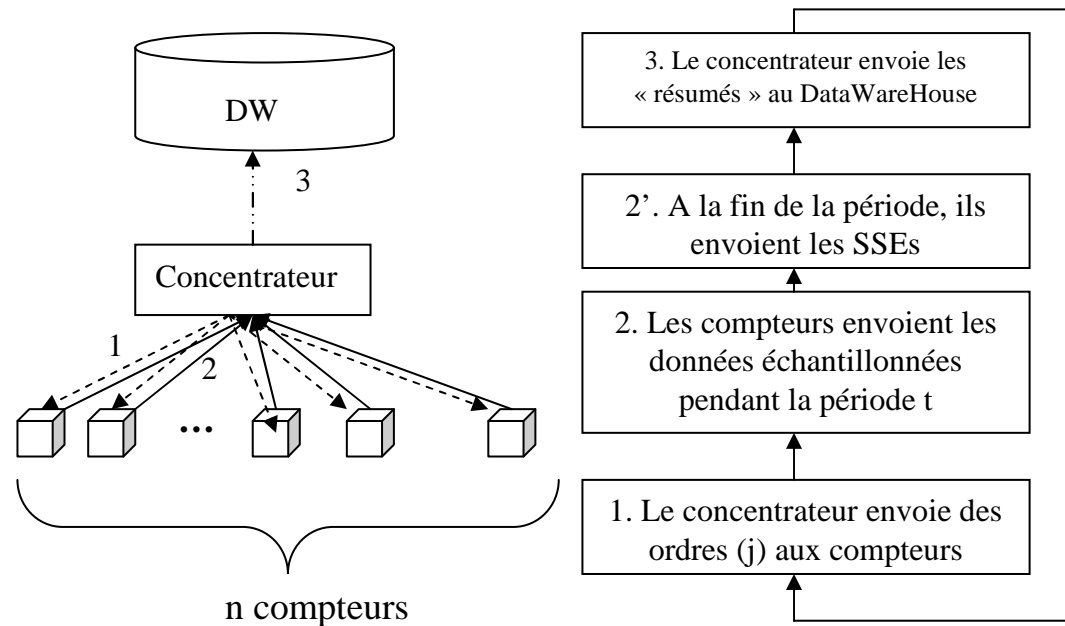 DW
3
Concentrateur
1
2
...
n compteurs
3. Le concentrateur envoie les
« résumés » au DataWareHouse
2’. A la fin de la période, ils
envoient les SSEs
2. Les compteurs envoient les
données échantillonnées
pendant la période t
1. Le concentrateur envoie des
ordres (j) aux compteurs